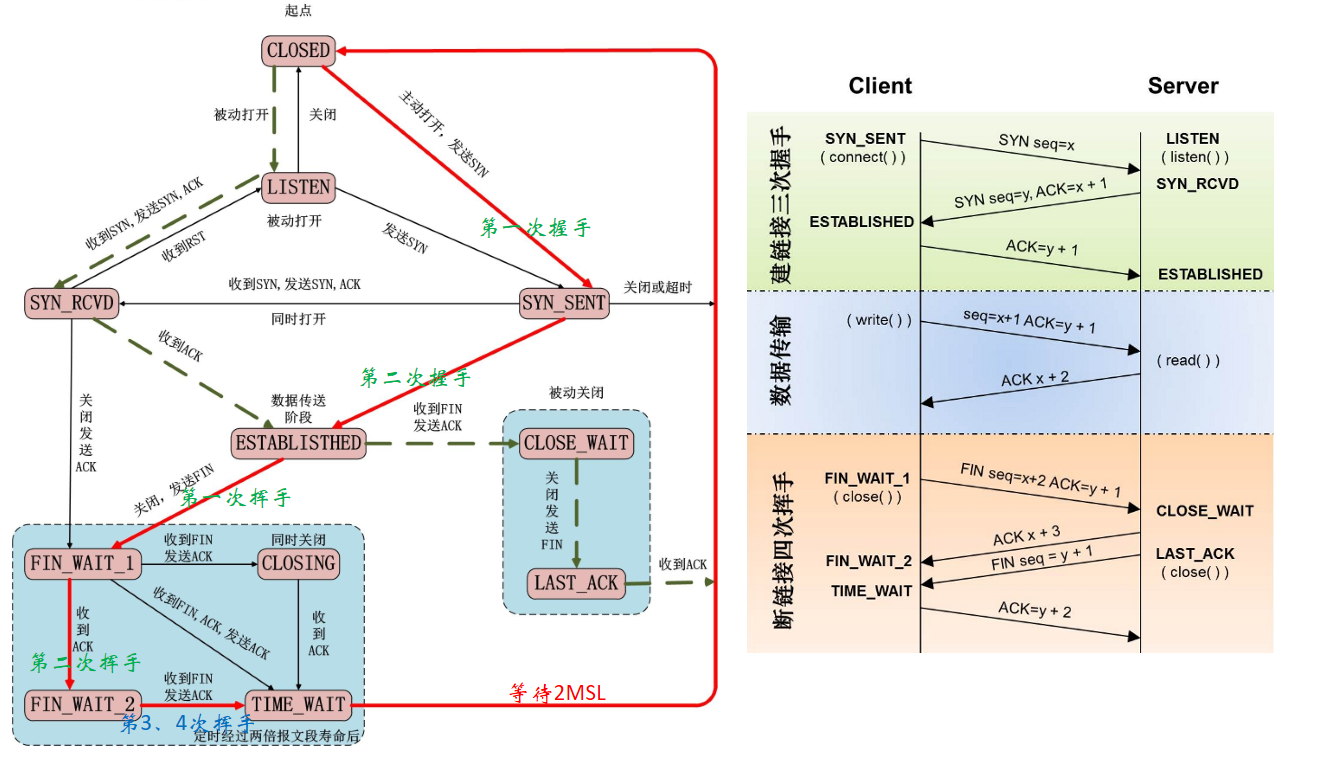 起点
CLOSED
被动打开
关闭
主动打开，发送SYN
LISTEN
被动打开
收到SYN,发送SYN,ACK
收到RST
发送SYN
第一次握手
SYN_RCVD
收到SYN,发送SYN,ACK
同时打开
SYN_SENT
关闭或超时
收到ACK
第二次握手
数据传送
阶段
ESTABLISTHED
收到FIN
发送ACK
被动关闭
CLOSE_WAIT
关
闭
发
送
FIN
LAST_ACK
收到ACK
关
闭
发
送
ACK
关闭，发送FIN
第一次挥手
FIN_WAIT_1
收到FIN
发送ACK
同时关闭
CLOSING
收
到
ACK
收到FIN,ACK,发送ACK
收
到
ACK
第二次挥手
FIN_WAIT_2
收到FIN
发送ACK
TIME_WAIT
第3、4次挥手
定时经过两倍报文段寿命后
等待2MSL
Client
Server
建链接三次握手
SYN_SENT
( connect( ) )
SYN seq=x
LISTEN
( listen( ) )
SYN_RCVD
SYN seq=y, ACK=x + 1
ESTABLISHED
ACK=y + 1
ESTABLISHED
数据传输
( write( ) )
seq=x+1 ACK=y + 1
( read( ) )
ACK x + 2
断链接四次挥手
FIN_WAIT_1
( close( ) )
FIN seq=x+2 ACK=y + 1
CLOSE_WAIT
ACK x + 3
FIN_WAIT_2
FIN seq = y + 1
LAST_ACK
( close( ) )
TIME_WAIT
ACK=y + 2